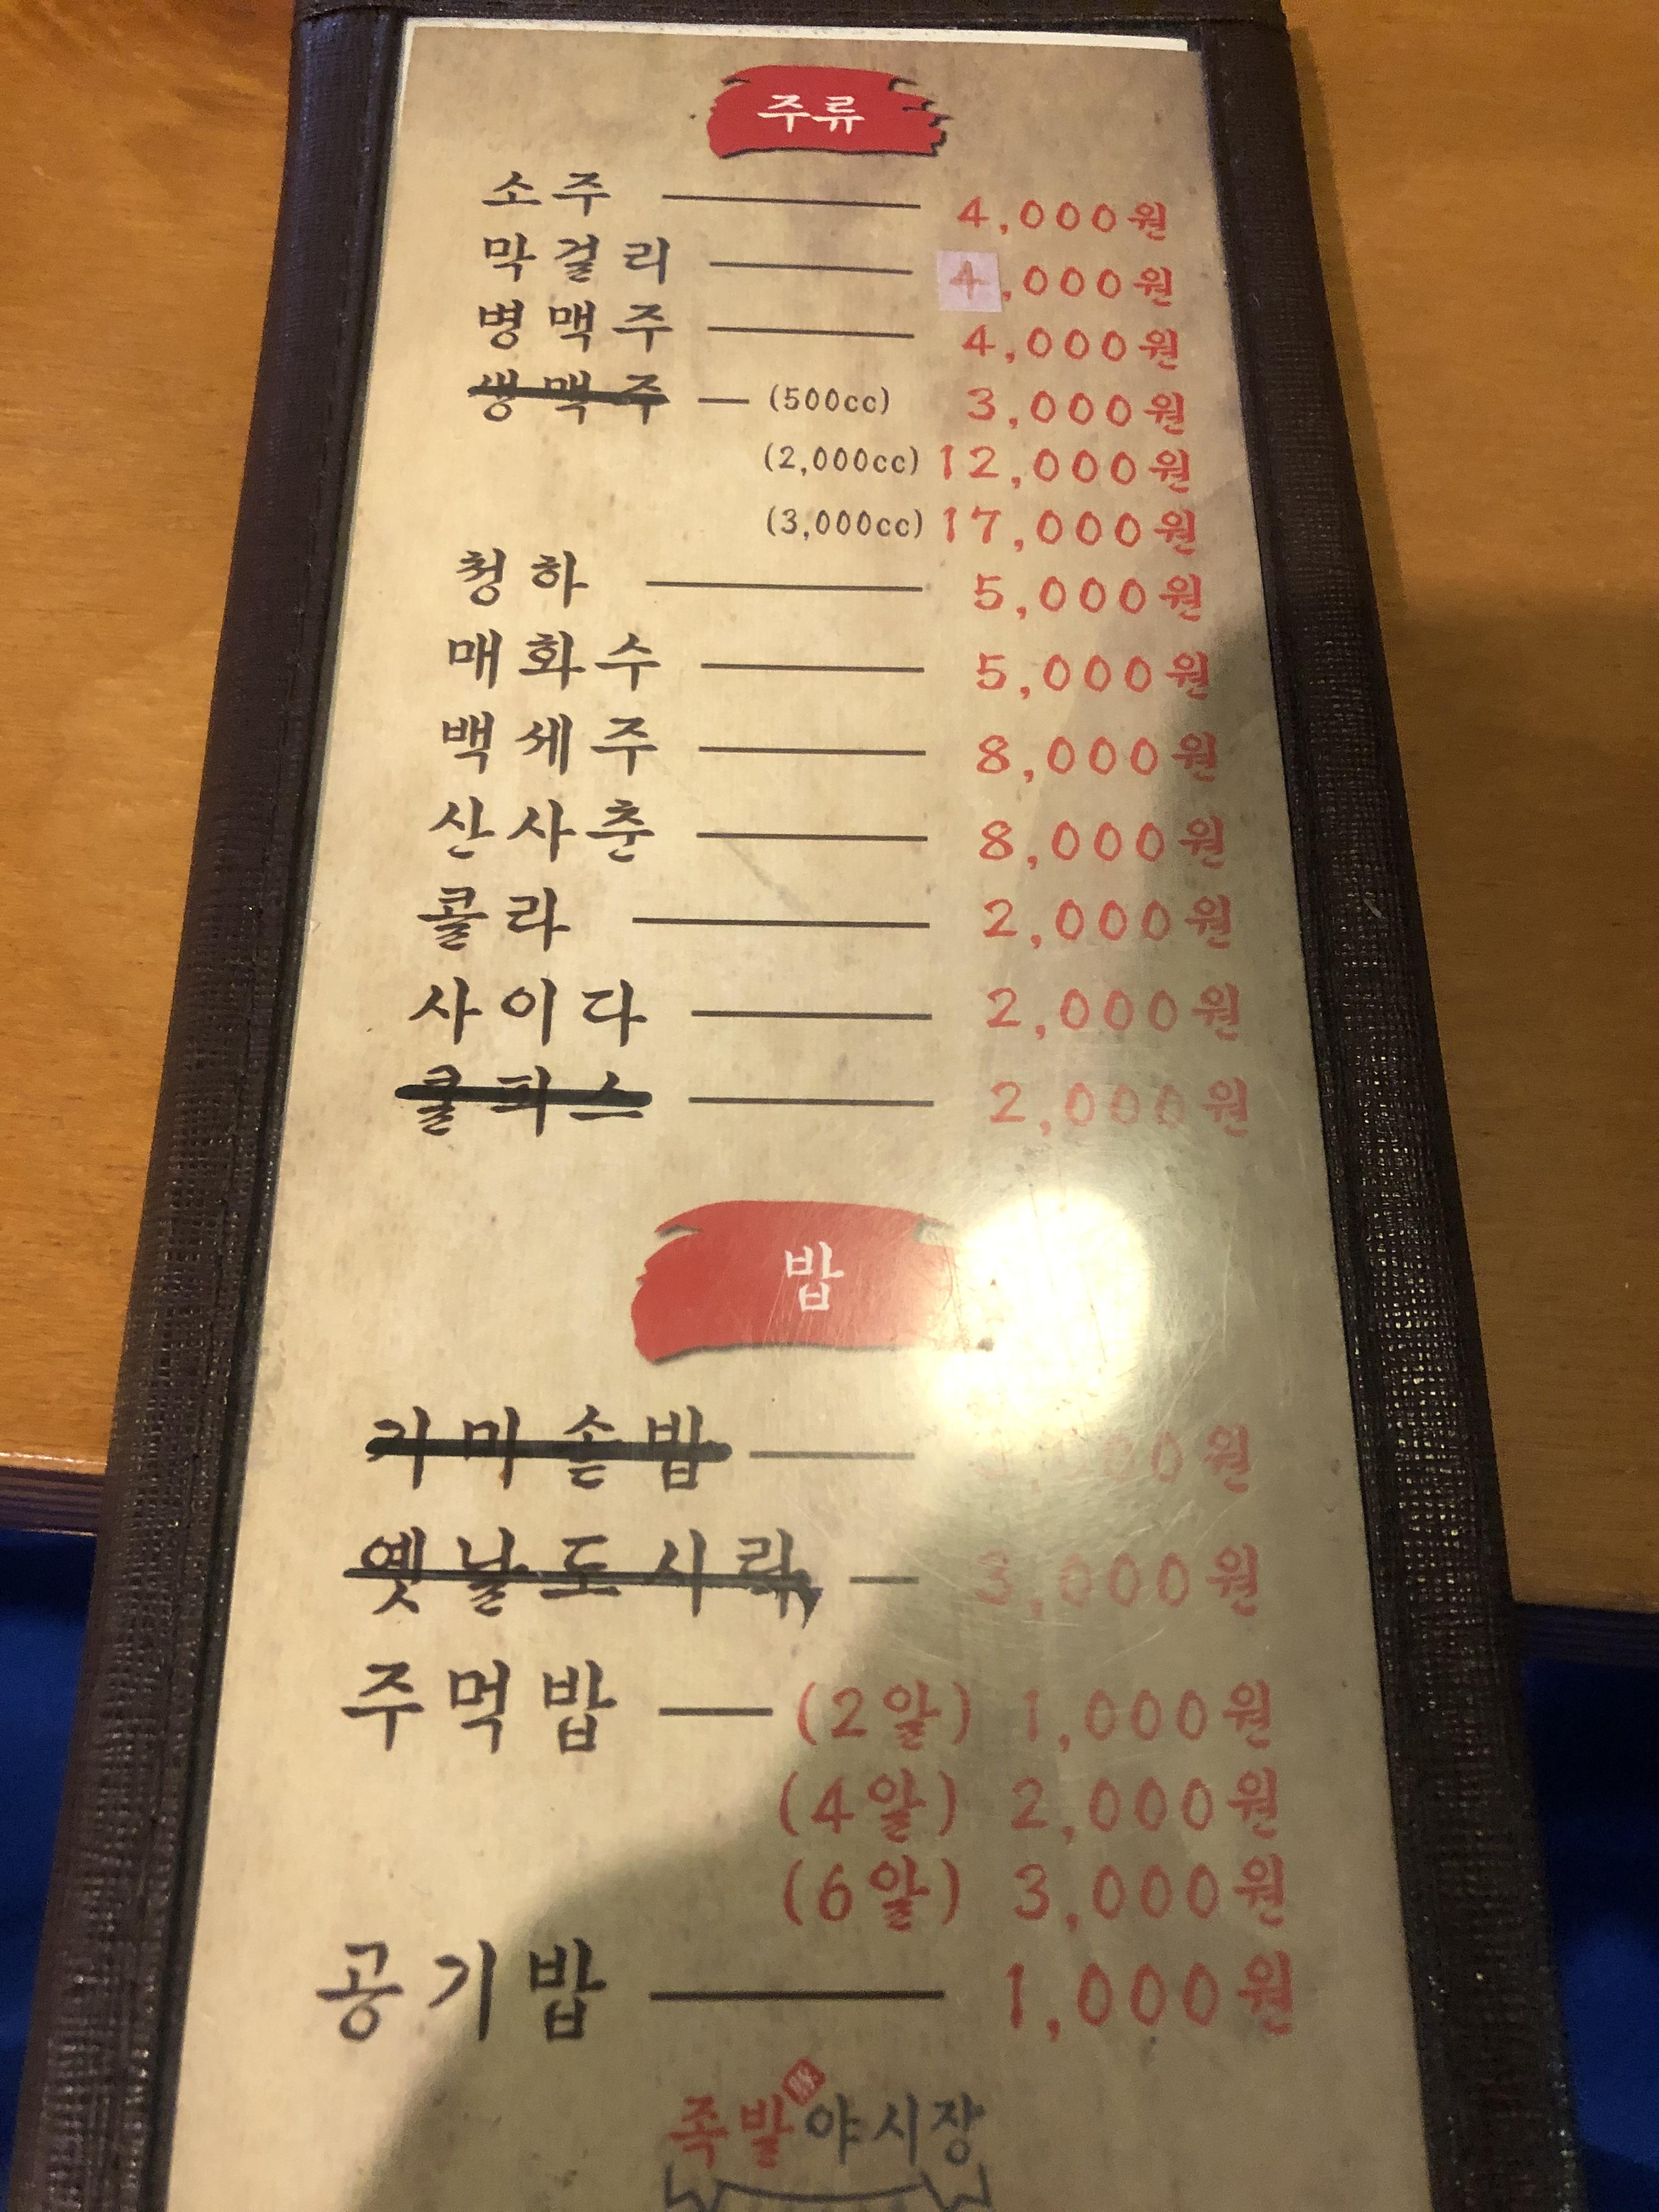 주류
소주 4,000원
막걸리 4,000원
병맥주 4,000원
생맥주 (500cc) 3,000원
(2,000cc) 12,000원
(3,000cc) 17,000원
청하 5,000원
매화수 5,000원
백세주 8,000원
산사춘 8,000원
콜라 2,000원
사이다 2,000원
쿨피스 2,000원
밥
가미솥밥 000원
옛날도시락 3,000원
주먹밥 (2알) 1,000원
(4알) 2,000원
(6알) 3,000원
공기밥 1,000원
족발야시장